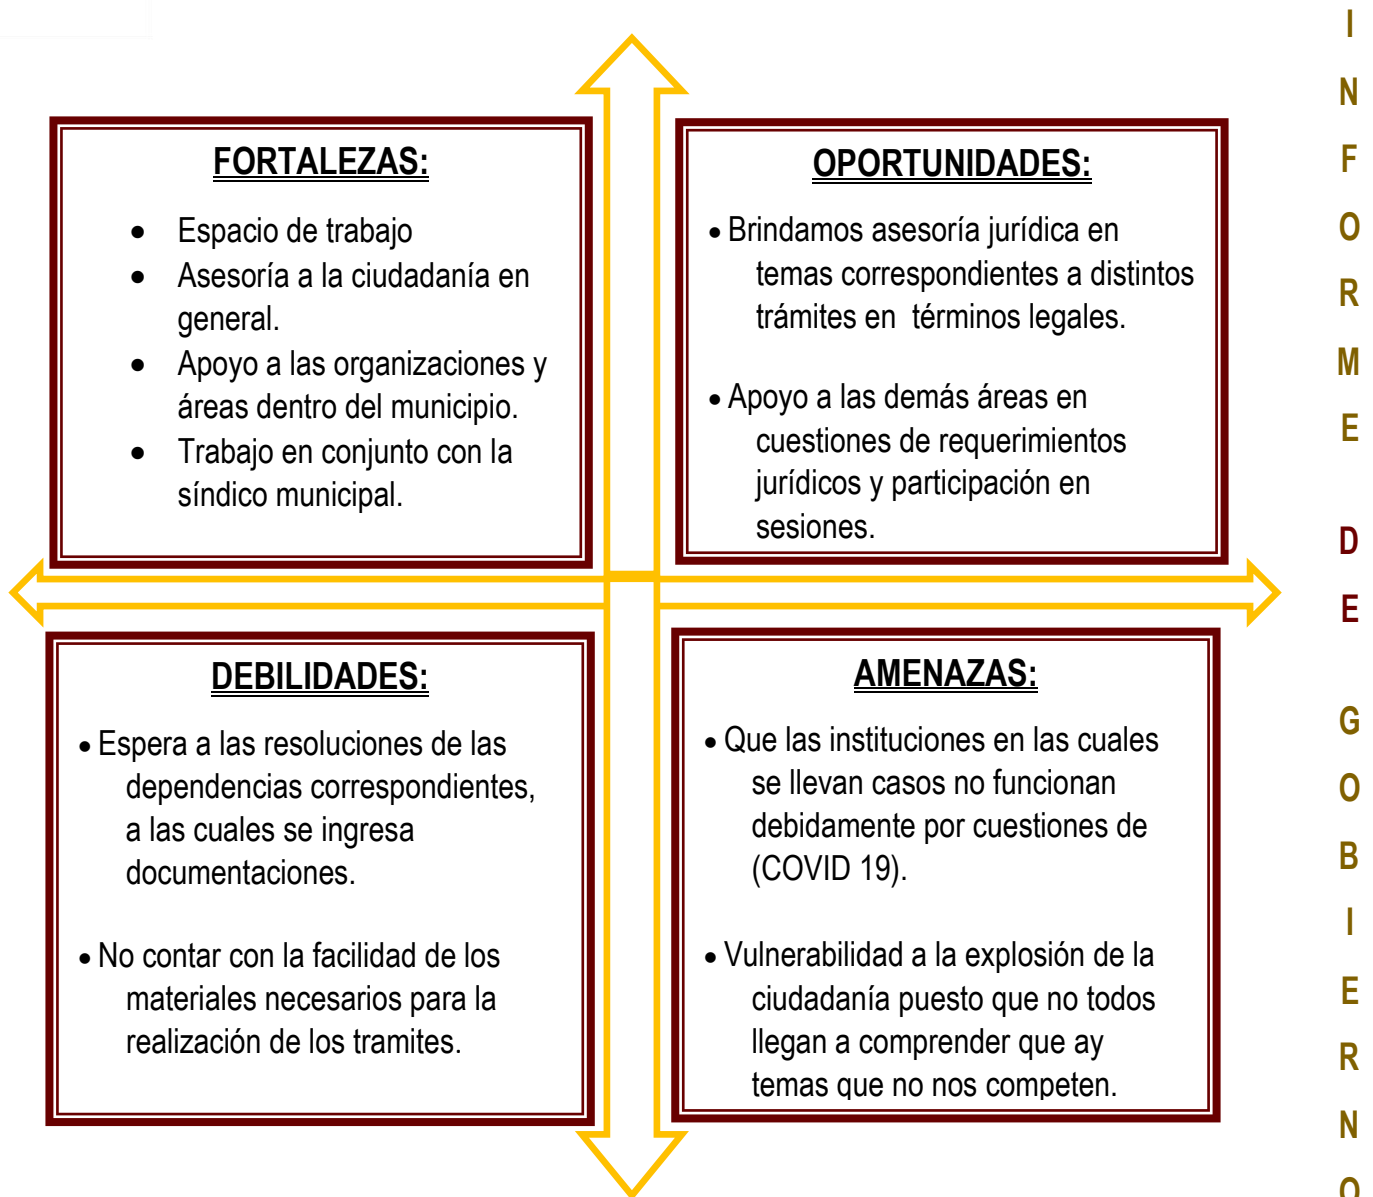 FORTALEZAS:
• Espacio de trabajo
• Asesoría a la ciudadanía en
general.
• Apoyo a las organizaciones y
áreas dentro del municipio.
• Trabajo en conjunto con la
síndico municipal.
OPORTUNIDADES:
• Brindamos asesoría jurídica en
temas correspondientes a distintos
trámites en  términos legales.
• Apoyo a las demás áreas en
cuestiones de requerimientos
jurídicos y participación en
sesiones.
DEBILIDADES:
• Espera a las resoluciones de las
dependencias correspondientes,
a las cuales se ingresa
documentaciones.
• No contar con la facilidad de los
materiales necesarios para la
realización de los tramites.
AMENAZAS:
• Que las instituciones en las cuales
se llevan casos no funcionan
debidamente por cuestiones de
(COVID 19).
• Vulnerabilidad a la explosión de la
ciudadanía puesto que no todos
llegan a comprender que ay
temas que no nos competen.
I
N
F
O
R
M
E
D
E
G
O
B
I
E
R
N
O